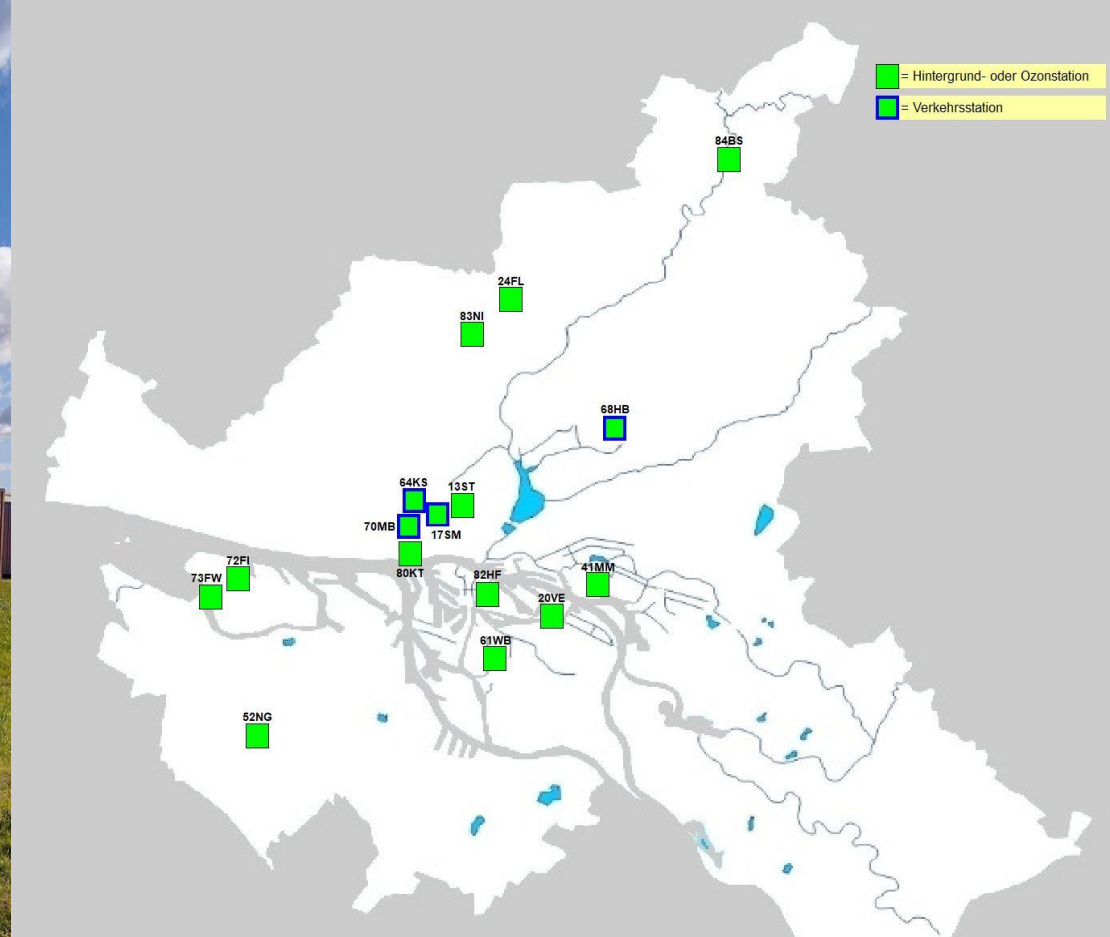 = Hintergrund- oder Ozonstation
= Verkehrsstation
84BS
24FL
83NI
68HB
64KS
13ST
70MB
17SM
80KT
72FI
73FW
82HF
41MM
20VE
61WB
52NG